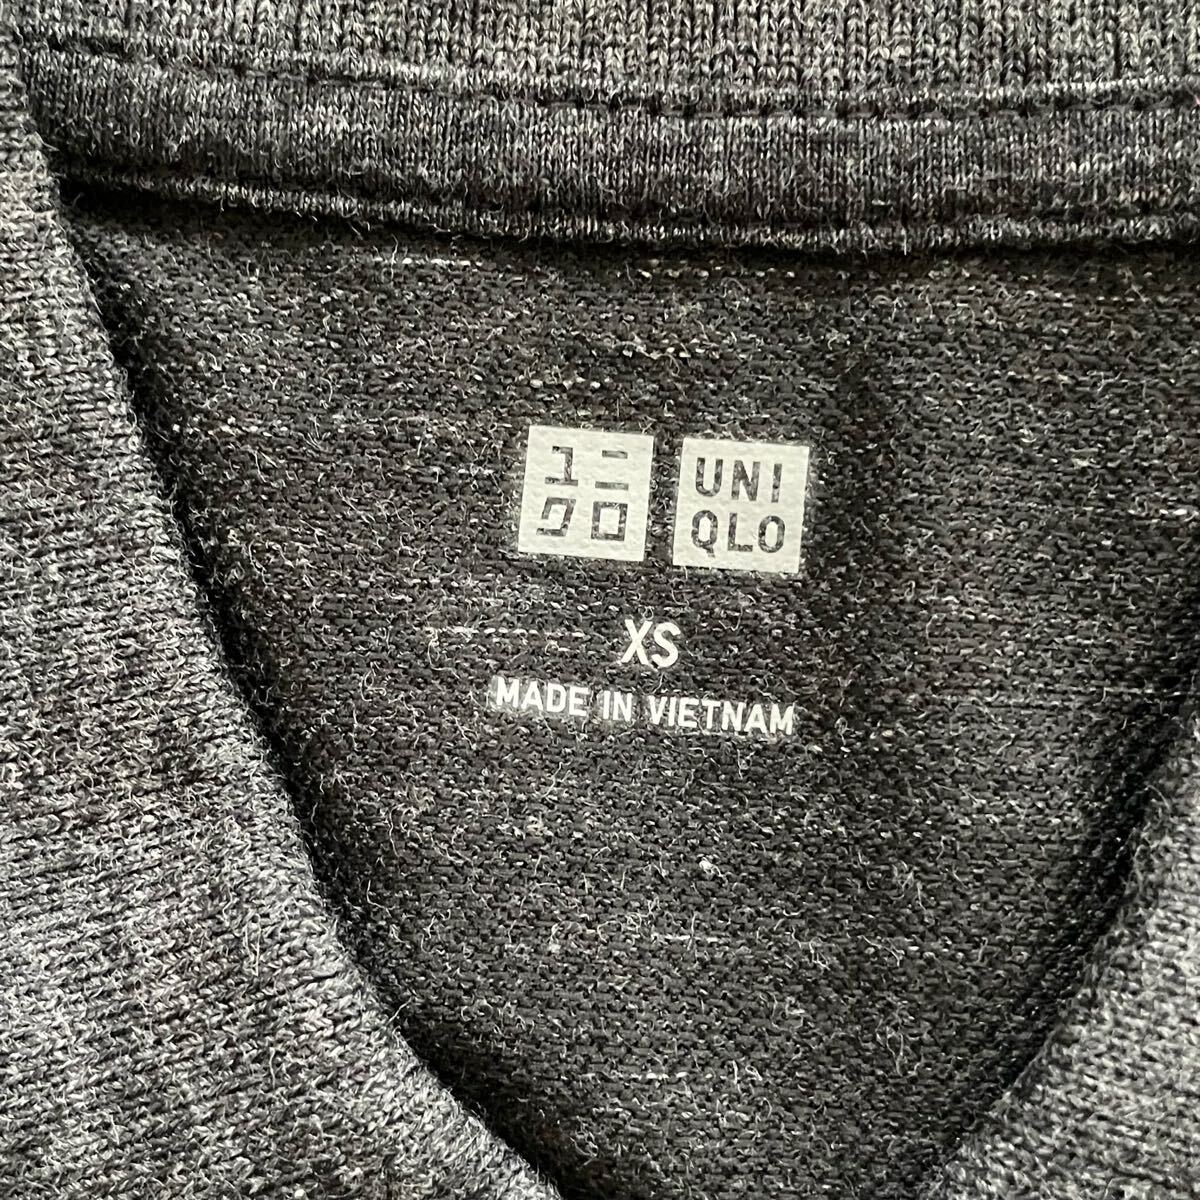 ユニ
クロ
UNI
QLO
XS
MADE IN VIETNAM